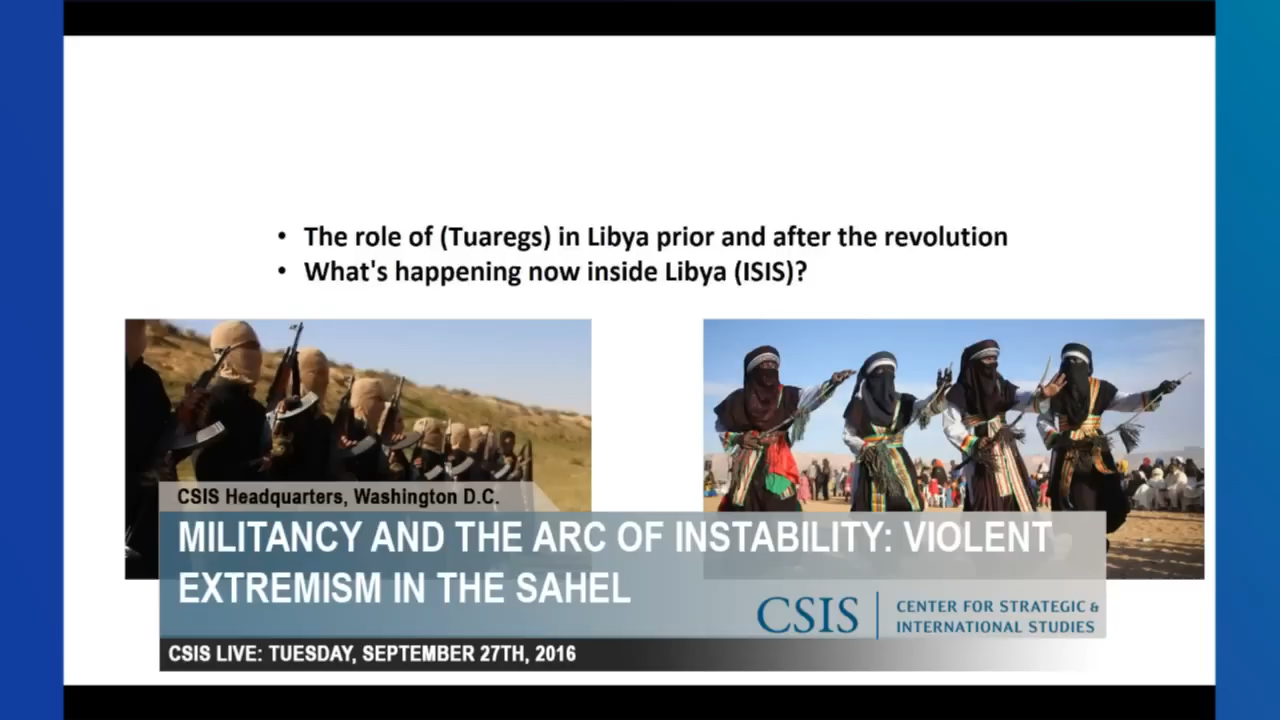 • The role of (Tuaregs) in Libya prior and after the revolution
• What's happening now inside Libya (ISIS)?
CSIS Headquarters, Washington D.C.
MILITANCY AND THE ARC OF INSTABILITY: VIOLENT
EXTREMISM IN THE SAHEL
CSIS
CENTER FOR STRATEGIC &
INTERNATIONAL STUDIES
CSIS LIVE: TUESDAY, SEPTEMBER 27TH, 2016